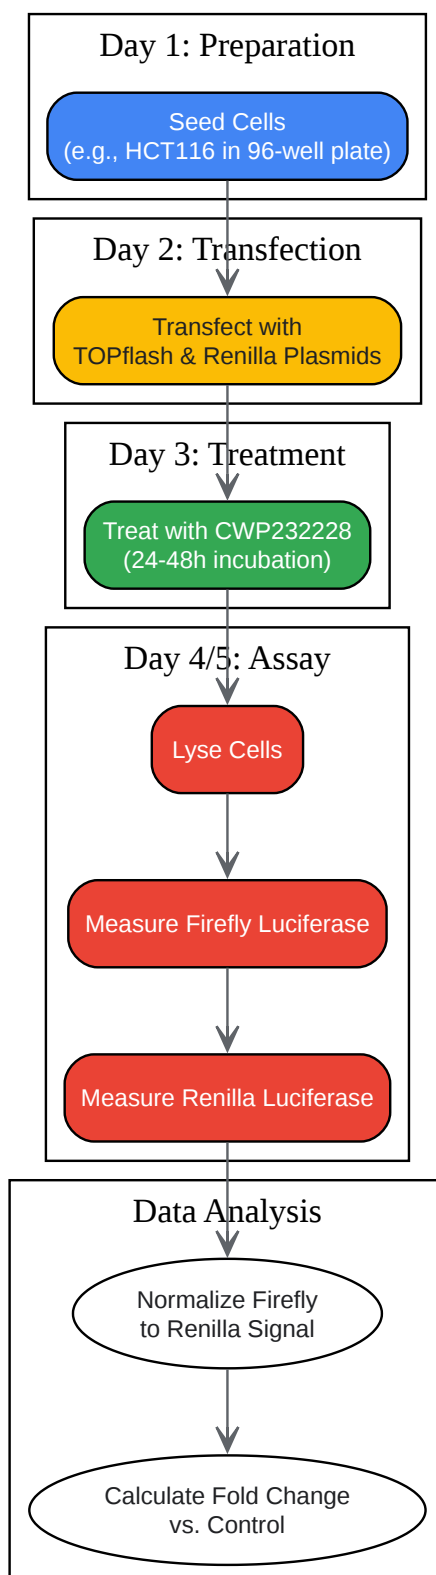 Day 1: Preparation
Seed Cells
(e.g., HCT116 in 96-well plate)
Day 2: Transfection
Transfect with
TOPflash & Renilla Plasmids
Day 3: Treatment
Treat with CWP232228
(24-48h incubation)
Day 4/5: Assay
Lyse Cells
Measure Firefly Luciferase
Measure Renilla Luciferase
Data Analysis
Normalize Firefly
to Renilla Signal
Calculate Fold Change
vs. Control